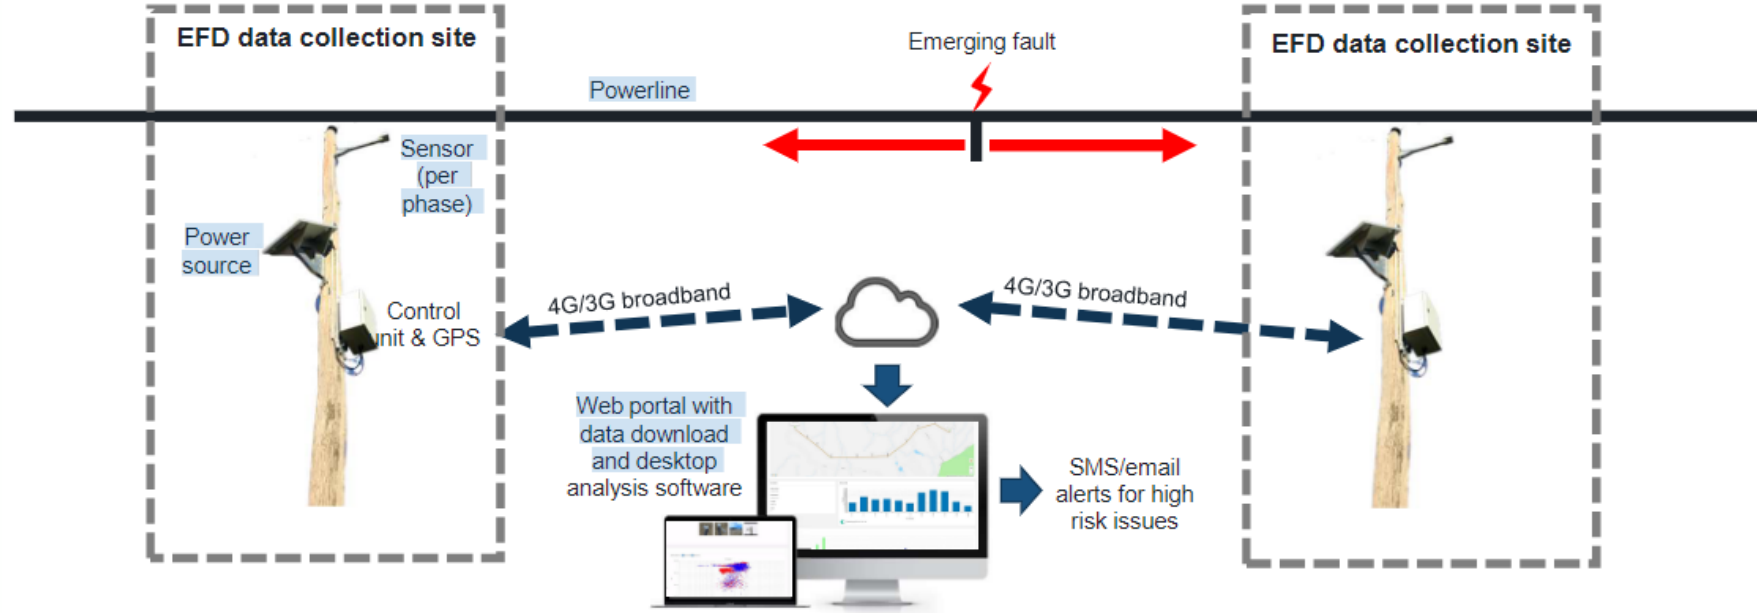 EFD data collection site
Emerging fault
EFD data collection site
Powerline
Sensor
(per
phase)
Power
source
Control
unit & GPS
4G/3G broadband
4G/3G broadband
Web portal with
data download
and desktop
analysis software
SMS/email
alerts for high
risk issues